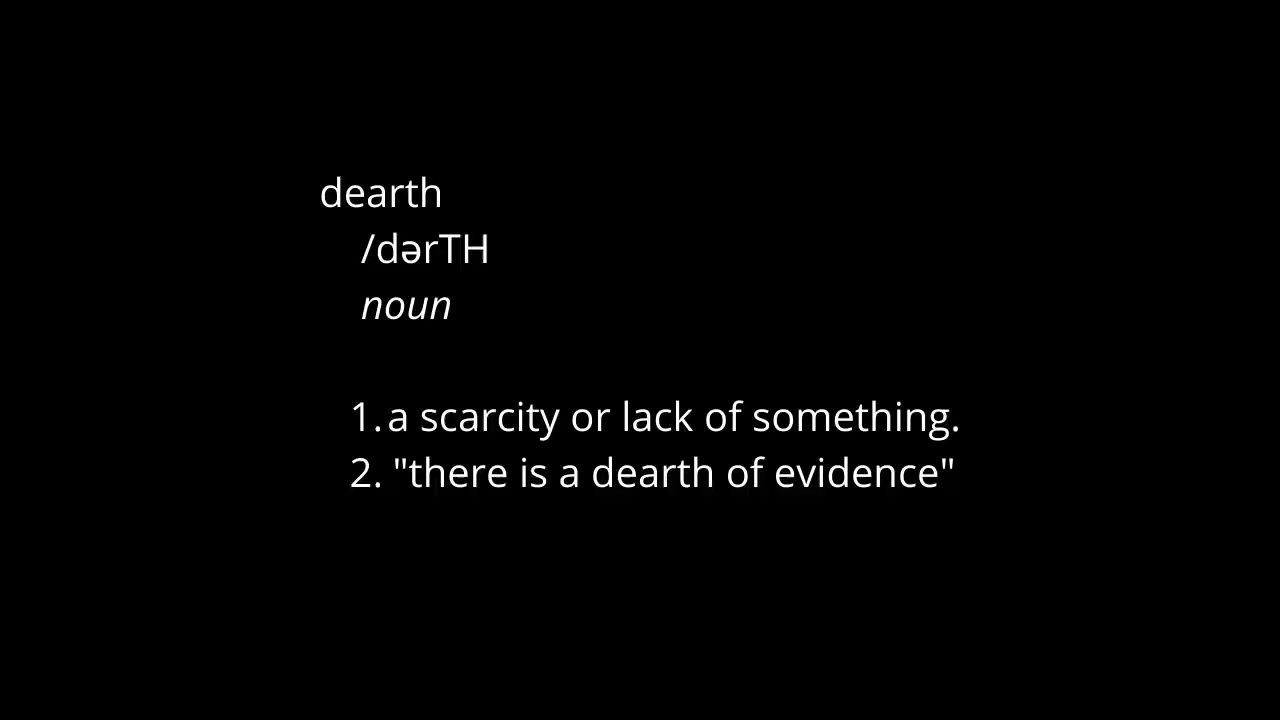 dearth
/dərTH
noun
1. a scarcity or lack of something.
2. "there is a dearth of evidence"